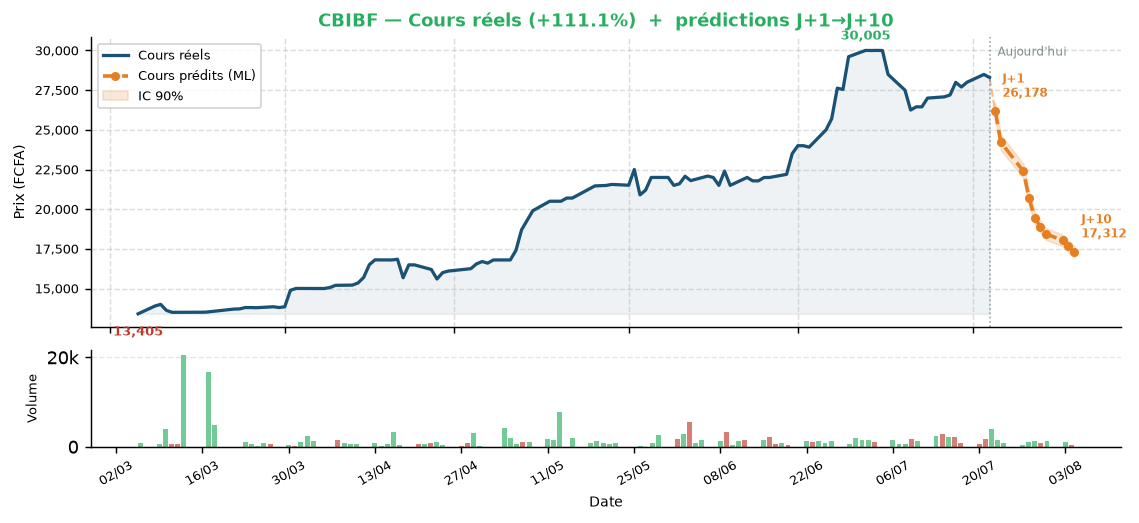 CBIBF — Cours réels (+111.1%)  +  prédictions J+1→J+10
30,005
Aujourd'hui
Cours réels
Cours prédits (ML)
IC 90%
J+1
26,178
J+10
17,312
13,405
Prix (FCFA)
30,000
27,500
25,000
22,500
20,000
17,500
15,000
Volume
20k
0
02/03
16/03
30/03
13/04
27/04
11/05
25/05
08/06
22/06
06/07
20/07
03/08
Date